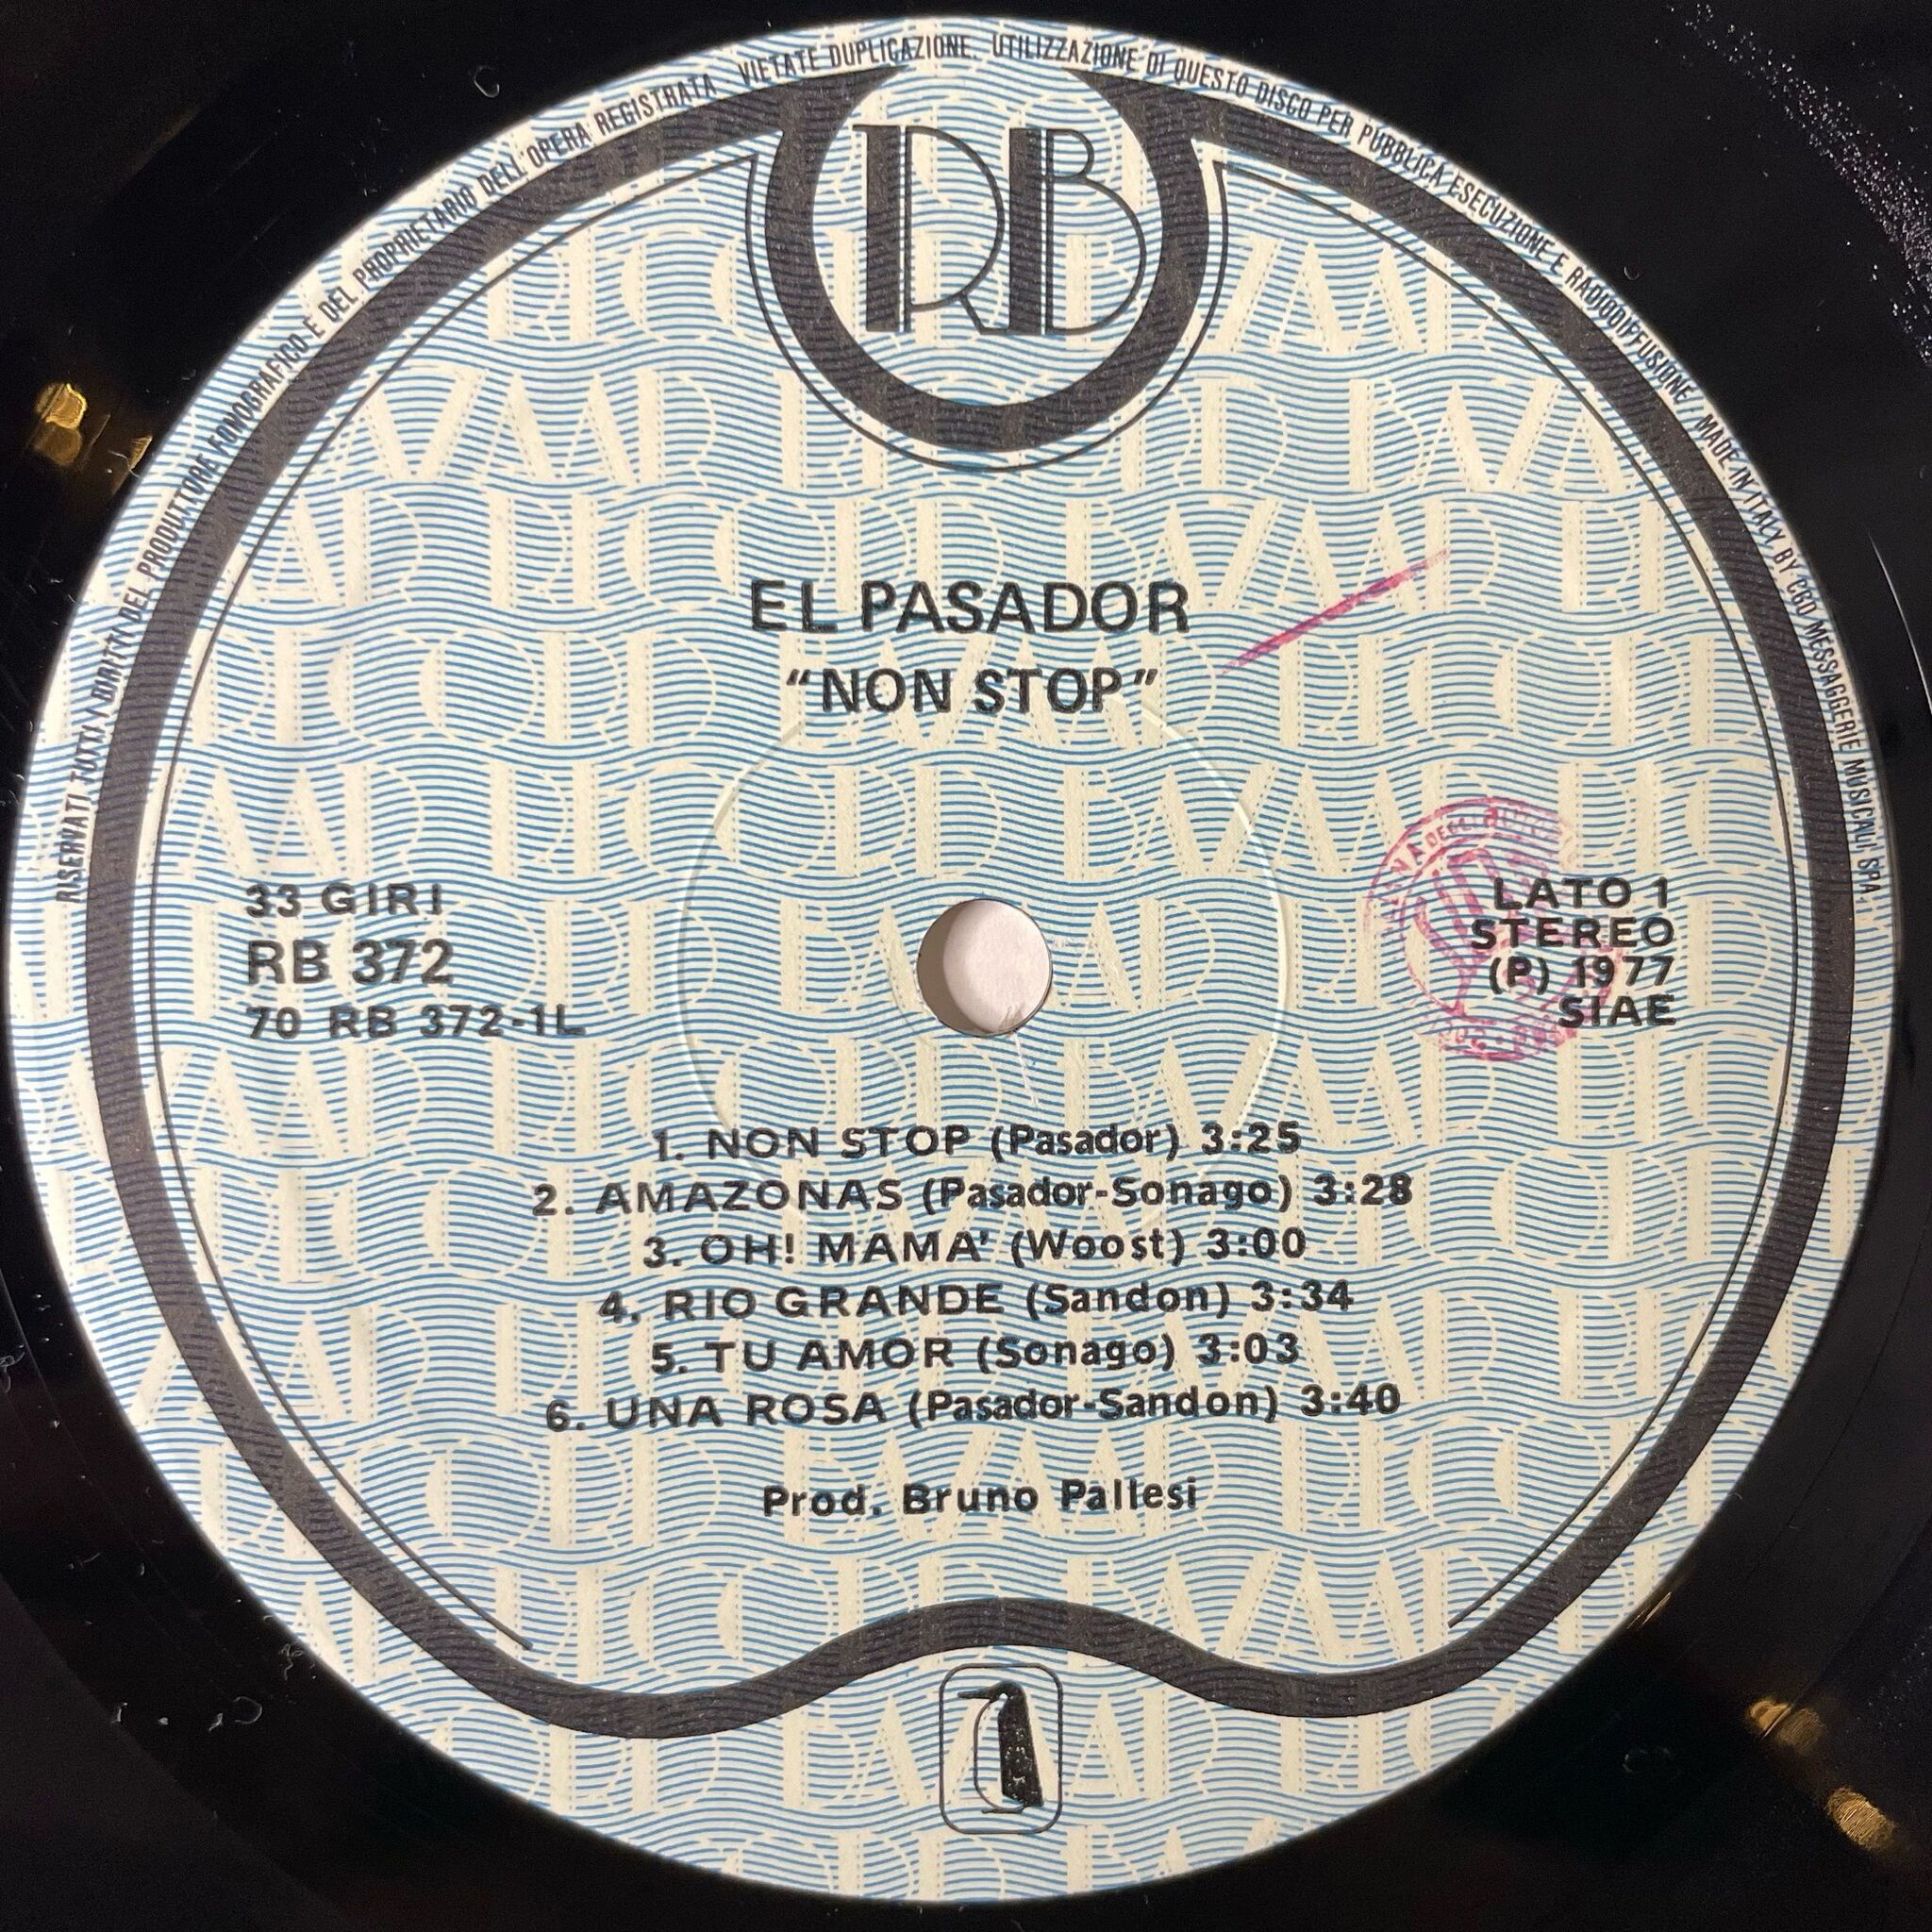 RISERVATI TUTTI I DIRITTI DEL PRODUTTORE FONOGRAFICO E DEL PROPRIETARIO DELL'OPERA REGISTRATA - VIETATE DUPLICAZIONE. UTILIZZAZIONE DI QUESTO DISCO PER PUBBLICA ESECUZIONE E RADIODIFFUSIONE. MADE IN ITALY BY CGD MESSAGGERIE MUSICALI SPA
RB
EL PASADOR
“NON STOP”
33 GIRI
RB 372
70 RB 372-1L
LATO 1
STEREO
(P) 1977
SIAE
1. NON STOP (Pasador) 3:25
2. AMAZONAS (Pasador-Sonago) 3:28
3. OH! MAMA' (Woost) 3:00
4. RIO GRANDE (Sandon) 3:34
5. TU AMOR (Sonago) 3:03
6. UNA ROSA (Pasador-Sandon) 3:40
Prod. Bruno Pallesi
RICORD BAZAAR